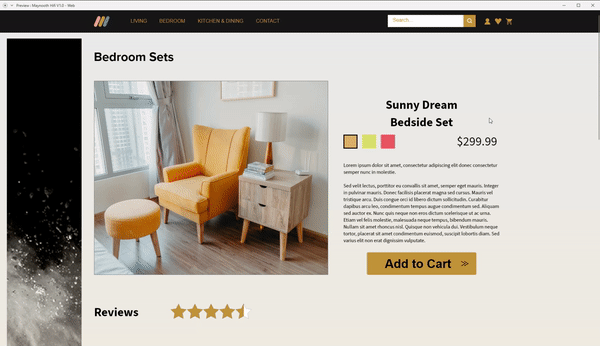 Preview - Maymouth HiFi V1.0 - Web
LIVING
BEDROOM
KITCHEN & DINING
CONTACT
Search...
Bedroom Sets
Sunny Dream
Bedside Set
$299.99
Lorem ipsum dolor sit amet, consectetur adipiscing elit donec consectetur
semper nunc in molestie.
Sed velit lectus, porttitor eu convallis sit amet, semper eget mauris. Integer
in pulvinar mauris. Donec facilisis placerat magna sed cursus. Mauris vel
tristique arcu. Duis congue orci id libero dictum sollicitudin. Curabitur
dapibus arcu leo, condimentum tempus augue condimentum sed. Aliquam
sed auctor ex. Nunc quis neque non eros dictum scelerisque ut ac urna.
Etiam vel felis molestie, malesuada neque tempus, bibendum mauris.
Nullam sit amet rhoncus nisl. Quisque non vehicula dui. Vestibulum neque
tortor, placerat sit amet condimentum euismod, suscipit lobortis diam. Sed
varius elit non erat dignissim vulputate.
Add to Cart
Reviews